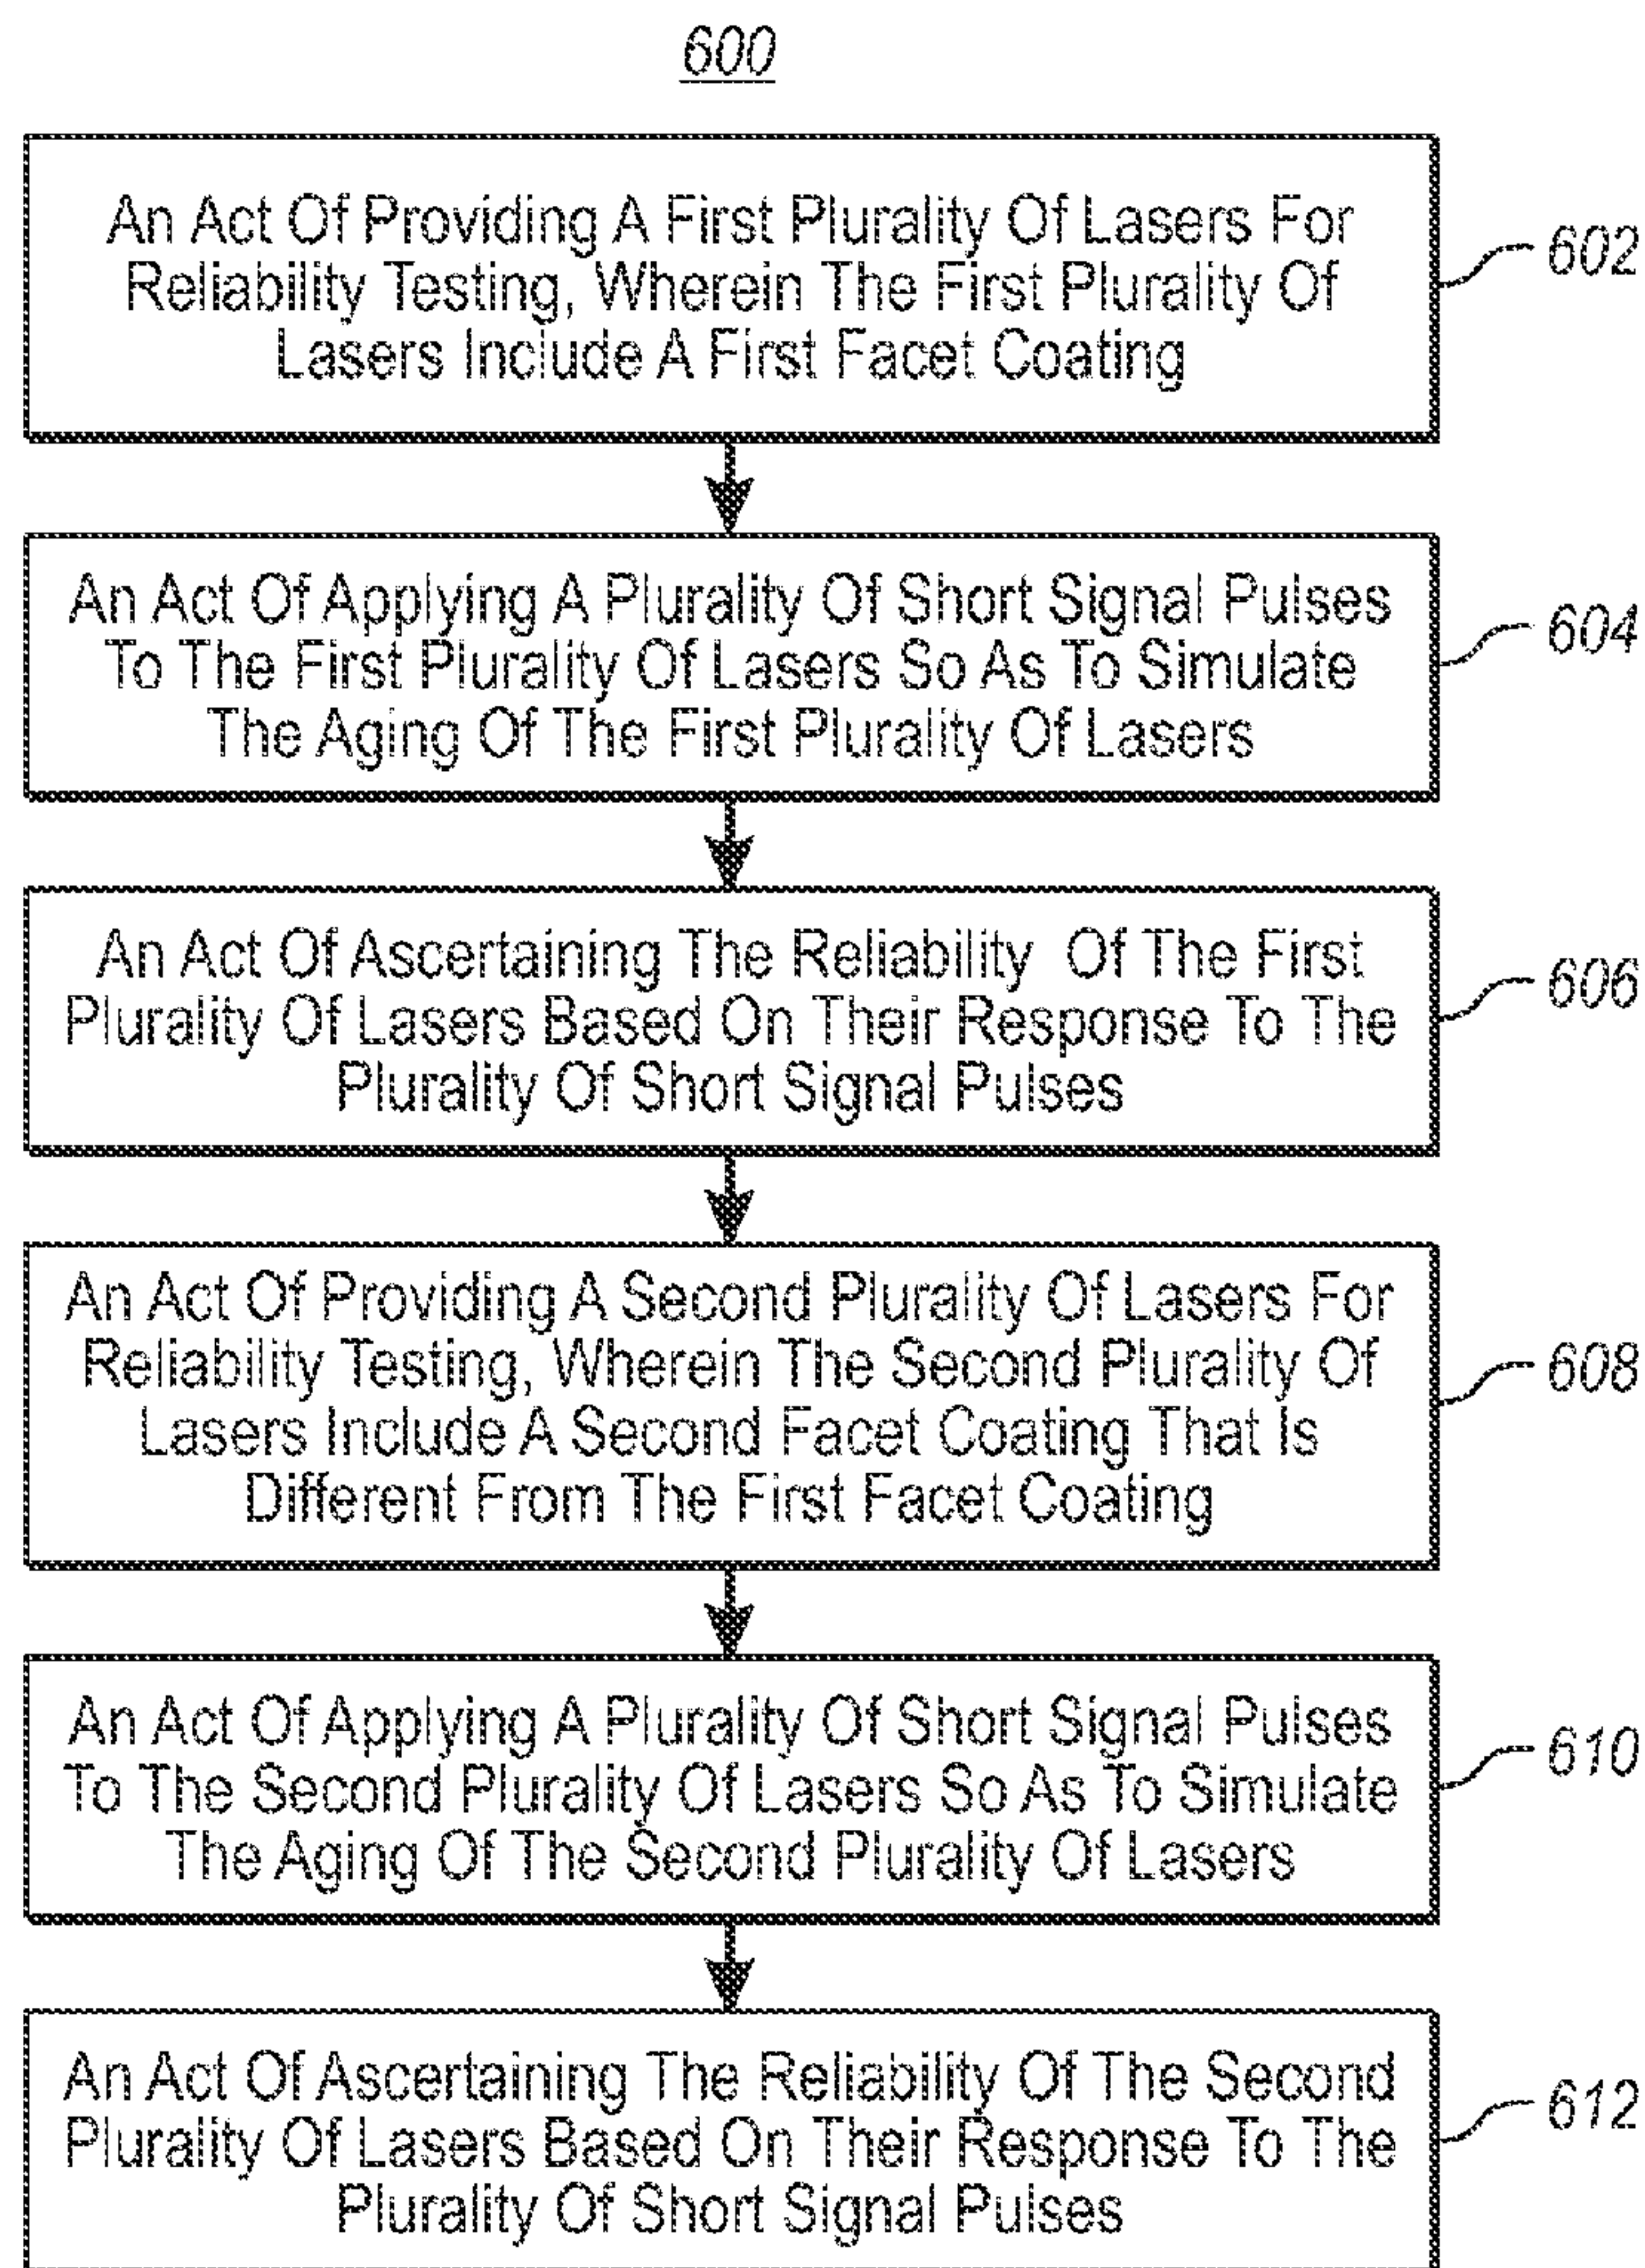 600
An Act Of Providing A First Plurality Of Lasers For
Reliability Testing, Wherein The First Plurality Of
Lasers Include A First Facet Coating
602
An Act Of Applying A Plurality Of Short Signal Pulses
To The First Plurality Of Lasers So As To Simulate
The Aging Of The First Plurality Of Lasers
604
An Act Of Ascertaining The Reliability Of The First
Plurality Of Lasers Based On Their Response To The
Plurality Of Short Signal Pulses
606
An Act Of Providing A Second Plurality Of Lasers For
Reliability Testing, Wherein The Second Plurality Of
Lasers Include A Second Facet Coating That Is
Different From The First Facet Coating
608
An Act Of Applying A Plurality Of Short Signal Pulses
To The Second Plurality Of Lasers So As To Simulate
The Aging Of The Second Plurality Of Lasers
610
An Act Of Ascertaining The Reliability Of The Second
Plurality Of Lasers Based On Their Response To The
Plurality Of Short Signal Pulses
612